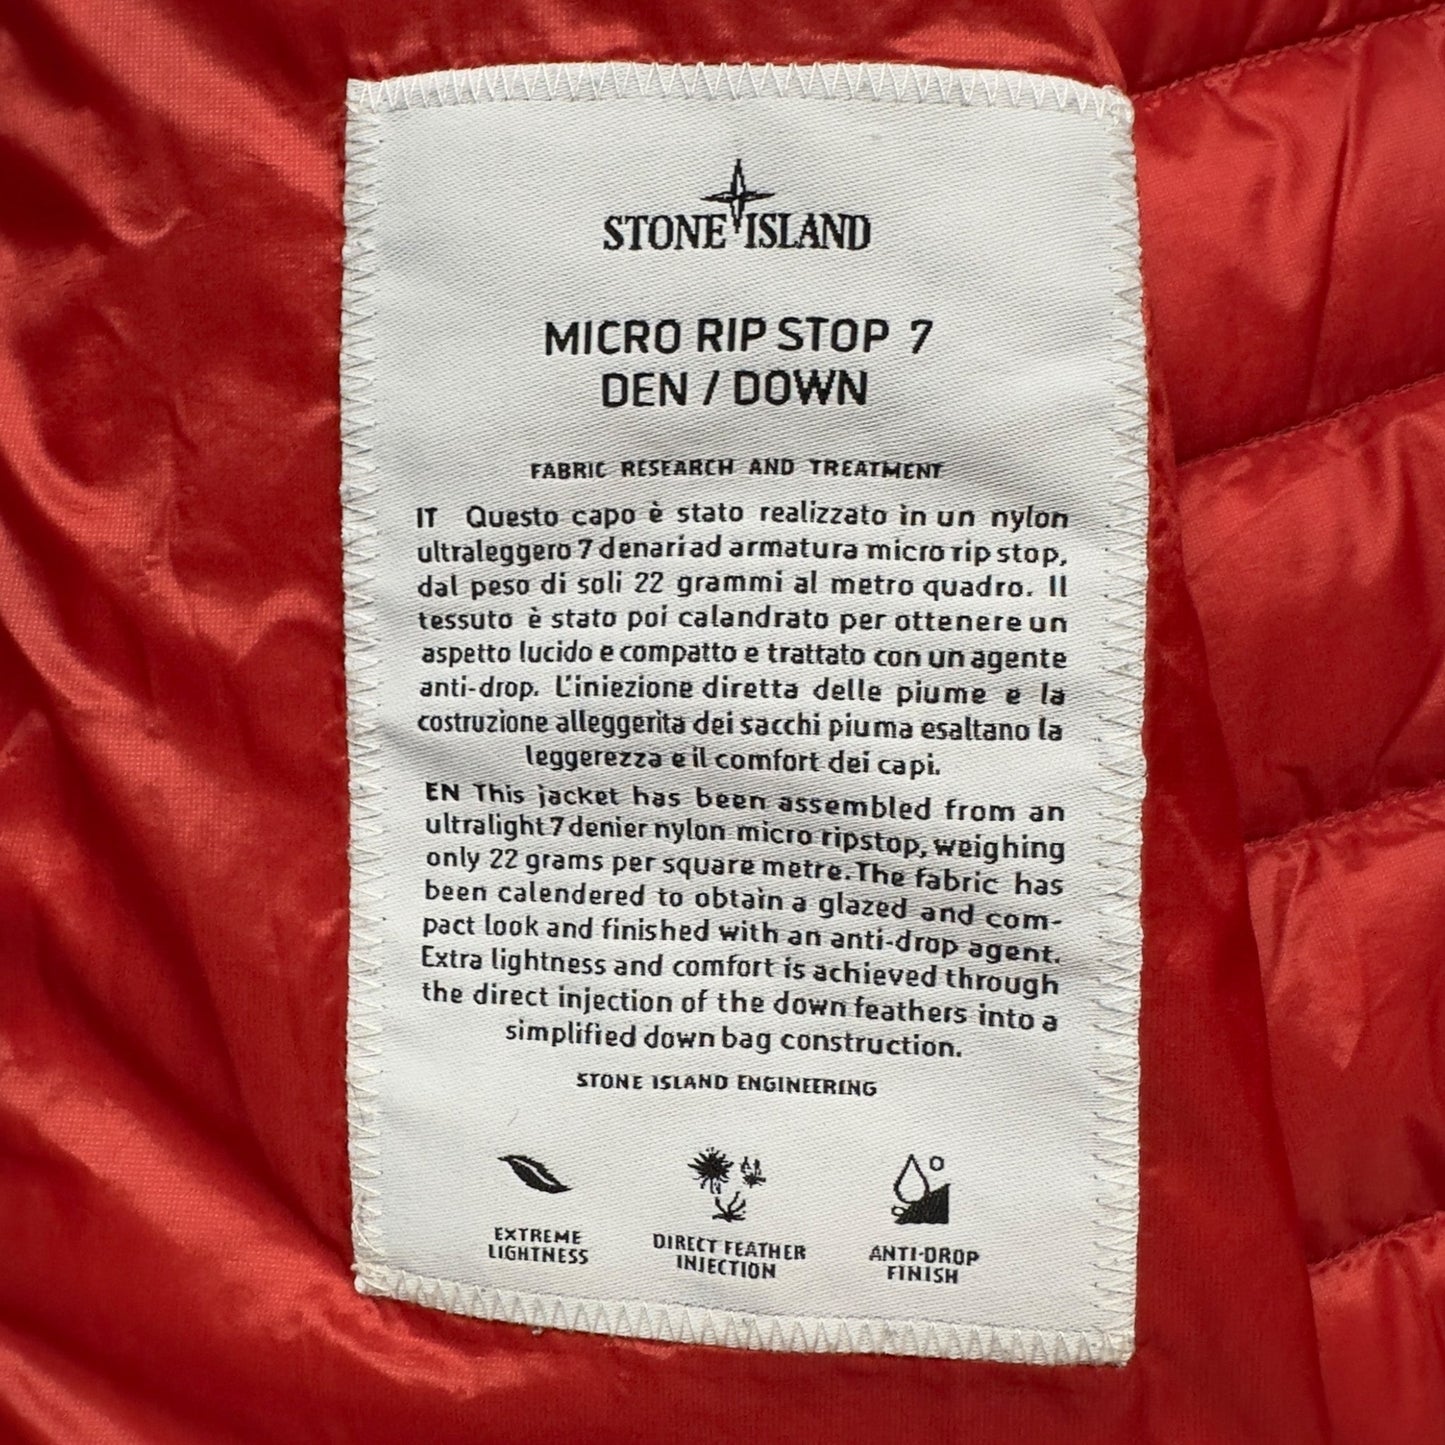 STONE ISLAND
MICRO RIP STOP 7
DEN / DOWN
FABRIC RESEARCH AND TREATMENT
IT Questo capo è stato realizzato in un nylon
ultraleggero 7 denari ad armatura micro rip stop,
dal peso di soli 22 grammi al metro quadro. Il
tessuto è stato poi calandrato per ottenere un
aspetto lucido e compatto e trattato con un agente
anti-drop. L'iniezione diretta delle piume e la
costruzione alleggerita dei sacchi piuma esaltano la
leggerezza e il comfort dei capi.
EN This jacket has been assembled from an
ultralight 7 denier nylon micro ripstop, weighing
only 22 grams per square metre. The fabric has
been calendered to obtain a glazed and com-
pact look and finished with an anti-drop agent.
Extra lightness and comfort is achieved through
the direct injection of the down feathers into a
simplified down bag construction.
STONE ISLAND ENGINEERING
EXTREME
LIGHTNESS
DIRECT FEATHER
INJECTION
ANTI-DROP
FINISH